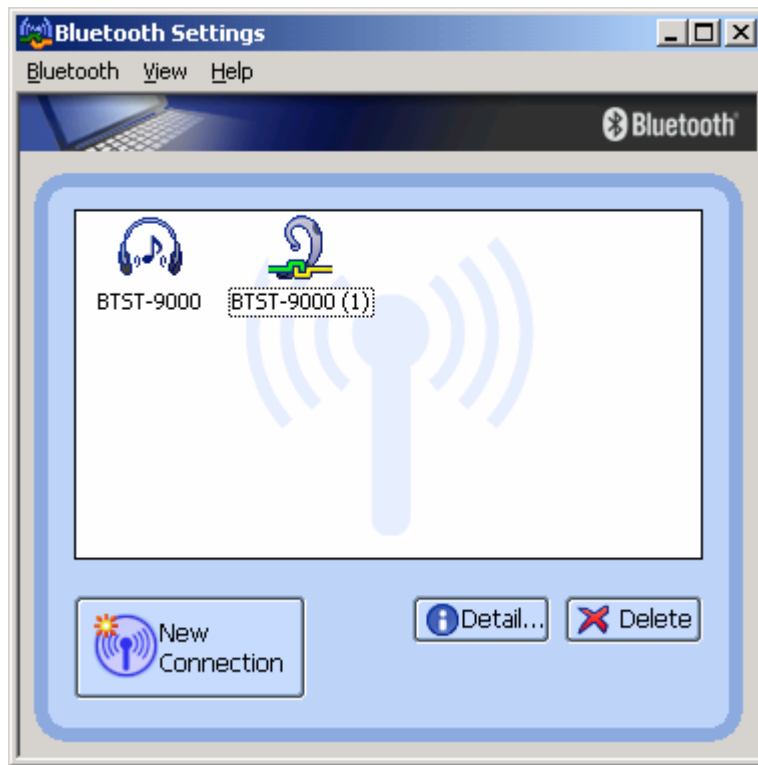 Bluetooth Settings
Bluetooth View Help
Bluetooth®
BTST-9000 BTST-9000 (1)
New
Connection
Detail...
Delete